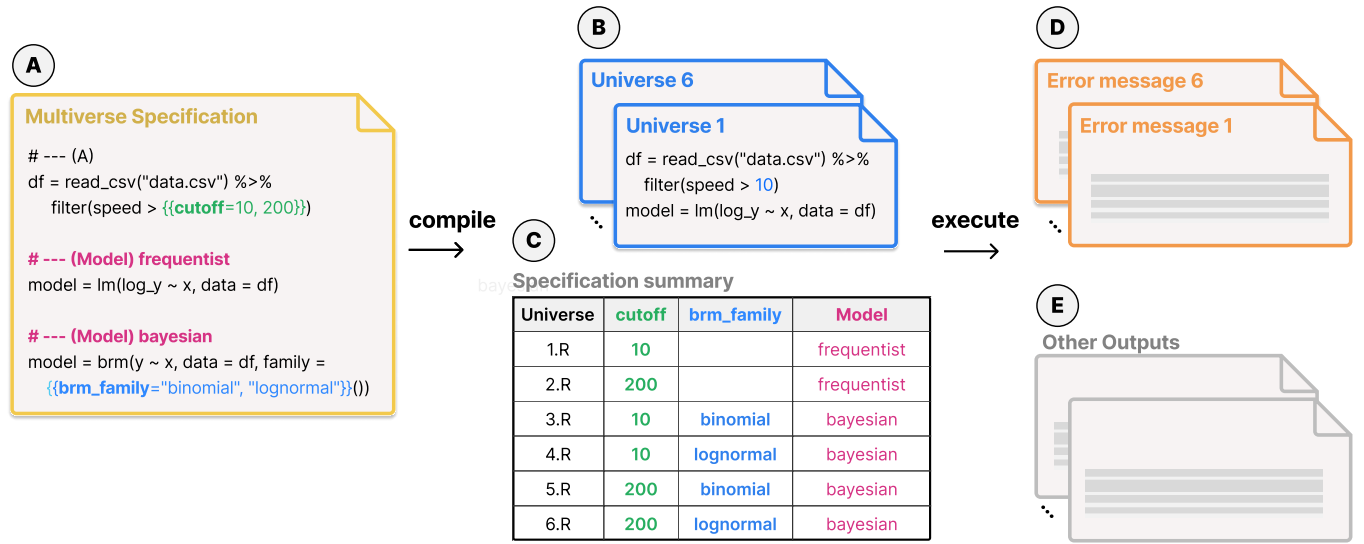 A
Multiverse Specification
# --- (A)
df = read_csv("data.csv") %>%
filter(speed > {{cutoff=10, 200}})
# --- (Model) frequentist
model = lm(log_y ~ x, data = df)
# --- (Model) bayesian
model = brm(y ~ x, data = df, family =
{{brm_family="binomial", "lognormal"}}())
compile
B
Universe 6
Universe 1
df = read_csv("data.csv") %>%
filter(speed > 10)
model = lm(log_y ~ x, data = df)
C
Specification summary
Universe cutoff brm_family Model
1.R 10 frequentist
2.R 200 frequentist
3.R 10 binomial bayesian
4.R 10 lognormal bayesian
5.R 200 binomial bayesian
6.R 200 lognormal bayesian
execute
D
Error message 6
Error message 1
E
Other Outputs